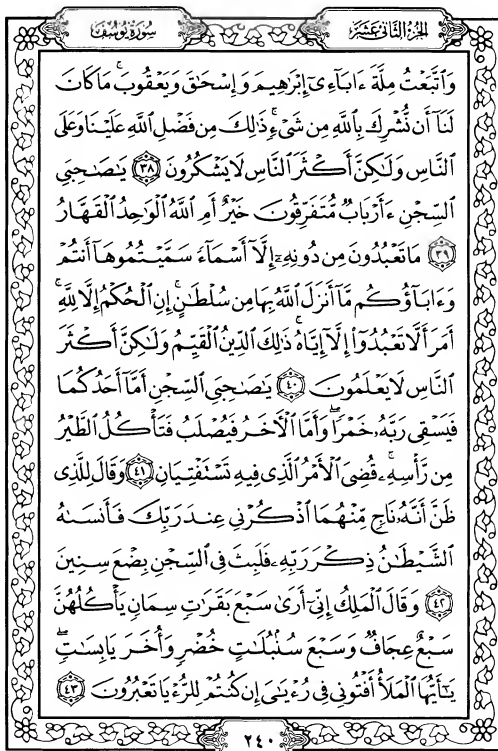 الجزء الثاني عشر
سورة يوسف
وَٱتَّبَعْتُ مِلَّةَ ءَابَآءِىٓ إِبْرَٰهِيمَ وَإِسْحَٰقَ وَيَعْقُوبَ ۚ مَا كَانَ
لَنَآ أَن نُّشْرِكَ بِٱللَّهِ مِن شَىْءٍ ۚ ذَٰلِكَ مِن فَضْلِ ٱللَّهِ عَلَيْنَا وَعَلَى
ٱلنَّاسِ وَلَٰكِنَّ أَكْثَرَ ٱلنَّاسِ لَا يَشْكُرُونَ ٣٨ يَٰصَىٰحِبَىِ
ٱلسِّجْنِ ءَأَرْبَابٌ مُّتَفَرِّقُونَ خَيْرٌ أَمِ ٱللَّهُ ٱلْوَٰحِدُ ٱلْقَهَّارُ
٣٩ مَا تَعْبُدُونَ مِن دُونِهِۦٓ إِلَّآ أَسْمَآءً سَمَّيْتُمُوهَآ أَنتُمْ
وَءَابَآؤُكُم مَّآ أَنزَلَ ٱللَّهُ بِهَا مِن سُلْطَٰنٍ ۚ إِنِ ٱلْحُكْمُ إِلَّا لِلَّهِ ۚ
أَمَرَ أَلَّا تَعْبُدُوٓا۟ إِلَّآ إِيَّاهُ ۚ ذَٰلِكَ ٱلدِّينُ ٱلْقَيِّمُ وَلَٰكِنَّ أَكْثَرَ
ٱلنَّاسِ لَا يَعْلَمُونَ ٤٠ يَٰصَىٰحِبَىِ ٱلسِّجْنِ أَمَّآ أَحَدُكُمَا
فَيَسْقِى رَبَّهُۥ خَمْرًا ۖ وَأَمَّا ٱلْءَاخَرُ فَيُصْلَبُ فَتَأْكُلُ ٱلطَّيْرُ
مِن رَّأْسِهِۦ ۚ قُضِىَ ٱلْأَمْرُ ٱلَّذِى فِيهِ تَسْتَفْتِيَانِ ٤١ وَقَالَ لِلَّذِى
ظَنَّ أَنَّهُۥ نَاجٍ مِّنْهُمَا ٱذْكُرْنِى عِندَ رَبِّكَ فَأَنسَىٰهُ
ٱلشَّيْطَٰنُ ذِكْرَ رَبِّهِۦ فَلَبِثَ فِى ٱلسِّجْنِ بِضْعَ سِنِينَ
٤٢ وَقَالَ ٱلْمَلِكُ إِنِّىٓ أَرَىٰ سَبْعَ بَقَرَٰتٍ سِمَانٍ يَأْكُلُهُنَّ
سَبْعٌ عِجَافٌ وَسَبْعَ سُنۢبُلَٰتٍ خُضْرٍ وَأُخَرَ يَابِسَٰتٍ ۖ
يَٰٓأَيُّهَا ٱلْمَلَأُ أَفْتُونِى فِى رُءْيَٰىَ إِن كُنتُمْ لِلرُّءْيَا تَعْبُرُونَ ٤٣
٢٤٠